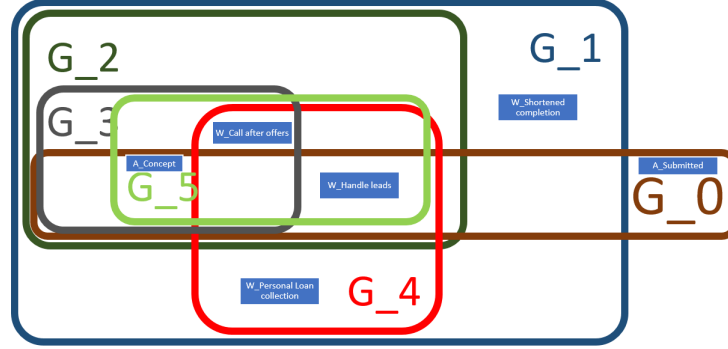 G_2
G_1
W_Shortened
completion
G_3
W_Call after offers
A_Concept
A_Submitted
G_5
W_Handle leads
G_0
W_Personal Loan
collection
G_4